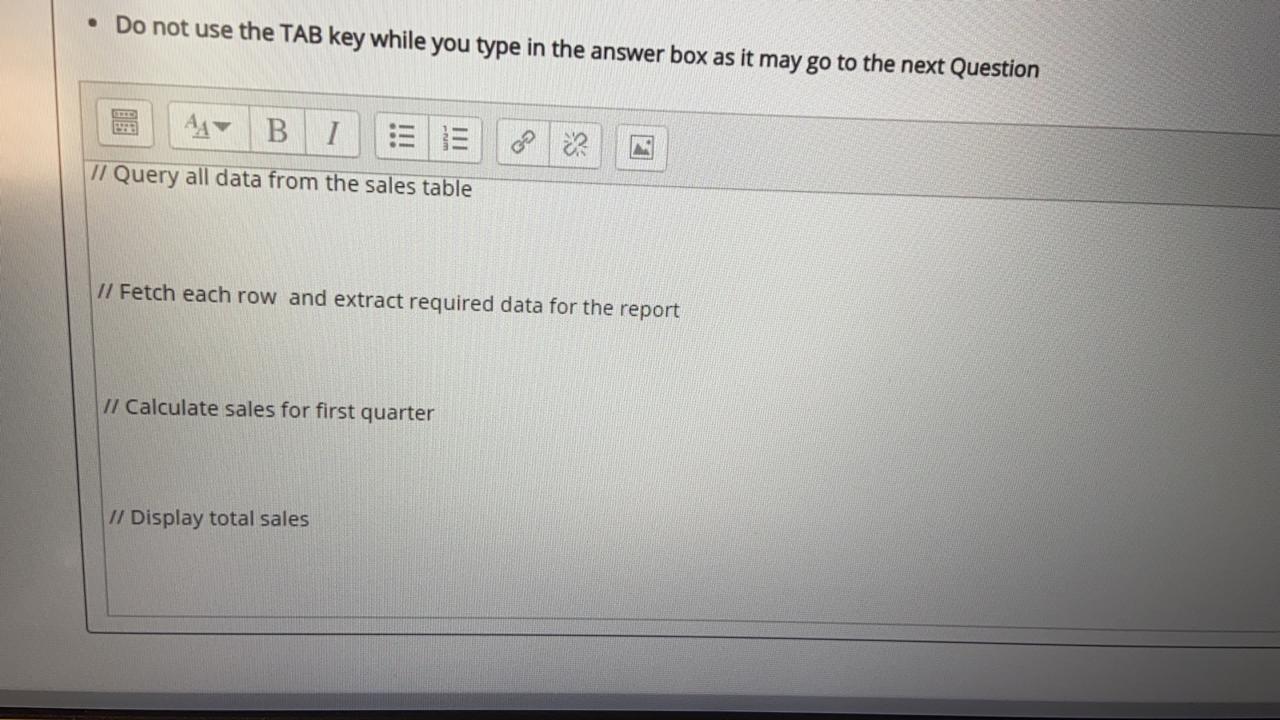 • Do not use the TAB key while you type in the answer box as it may go to the next Question
// Query all data from the sales table
// Fetch each row  and extract required data for the report
// Calculate sales for first quarter
// Display total sales